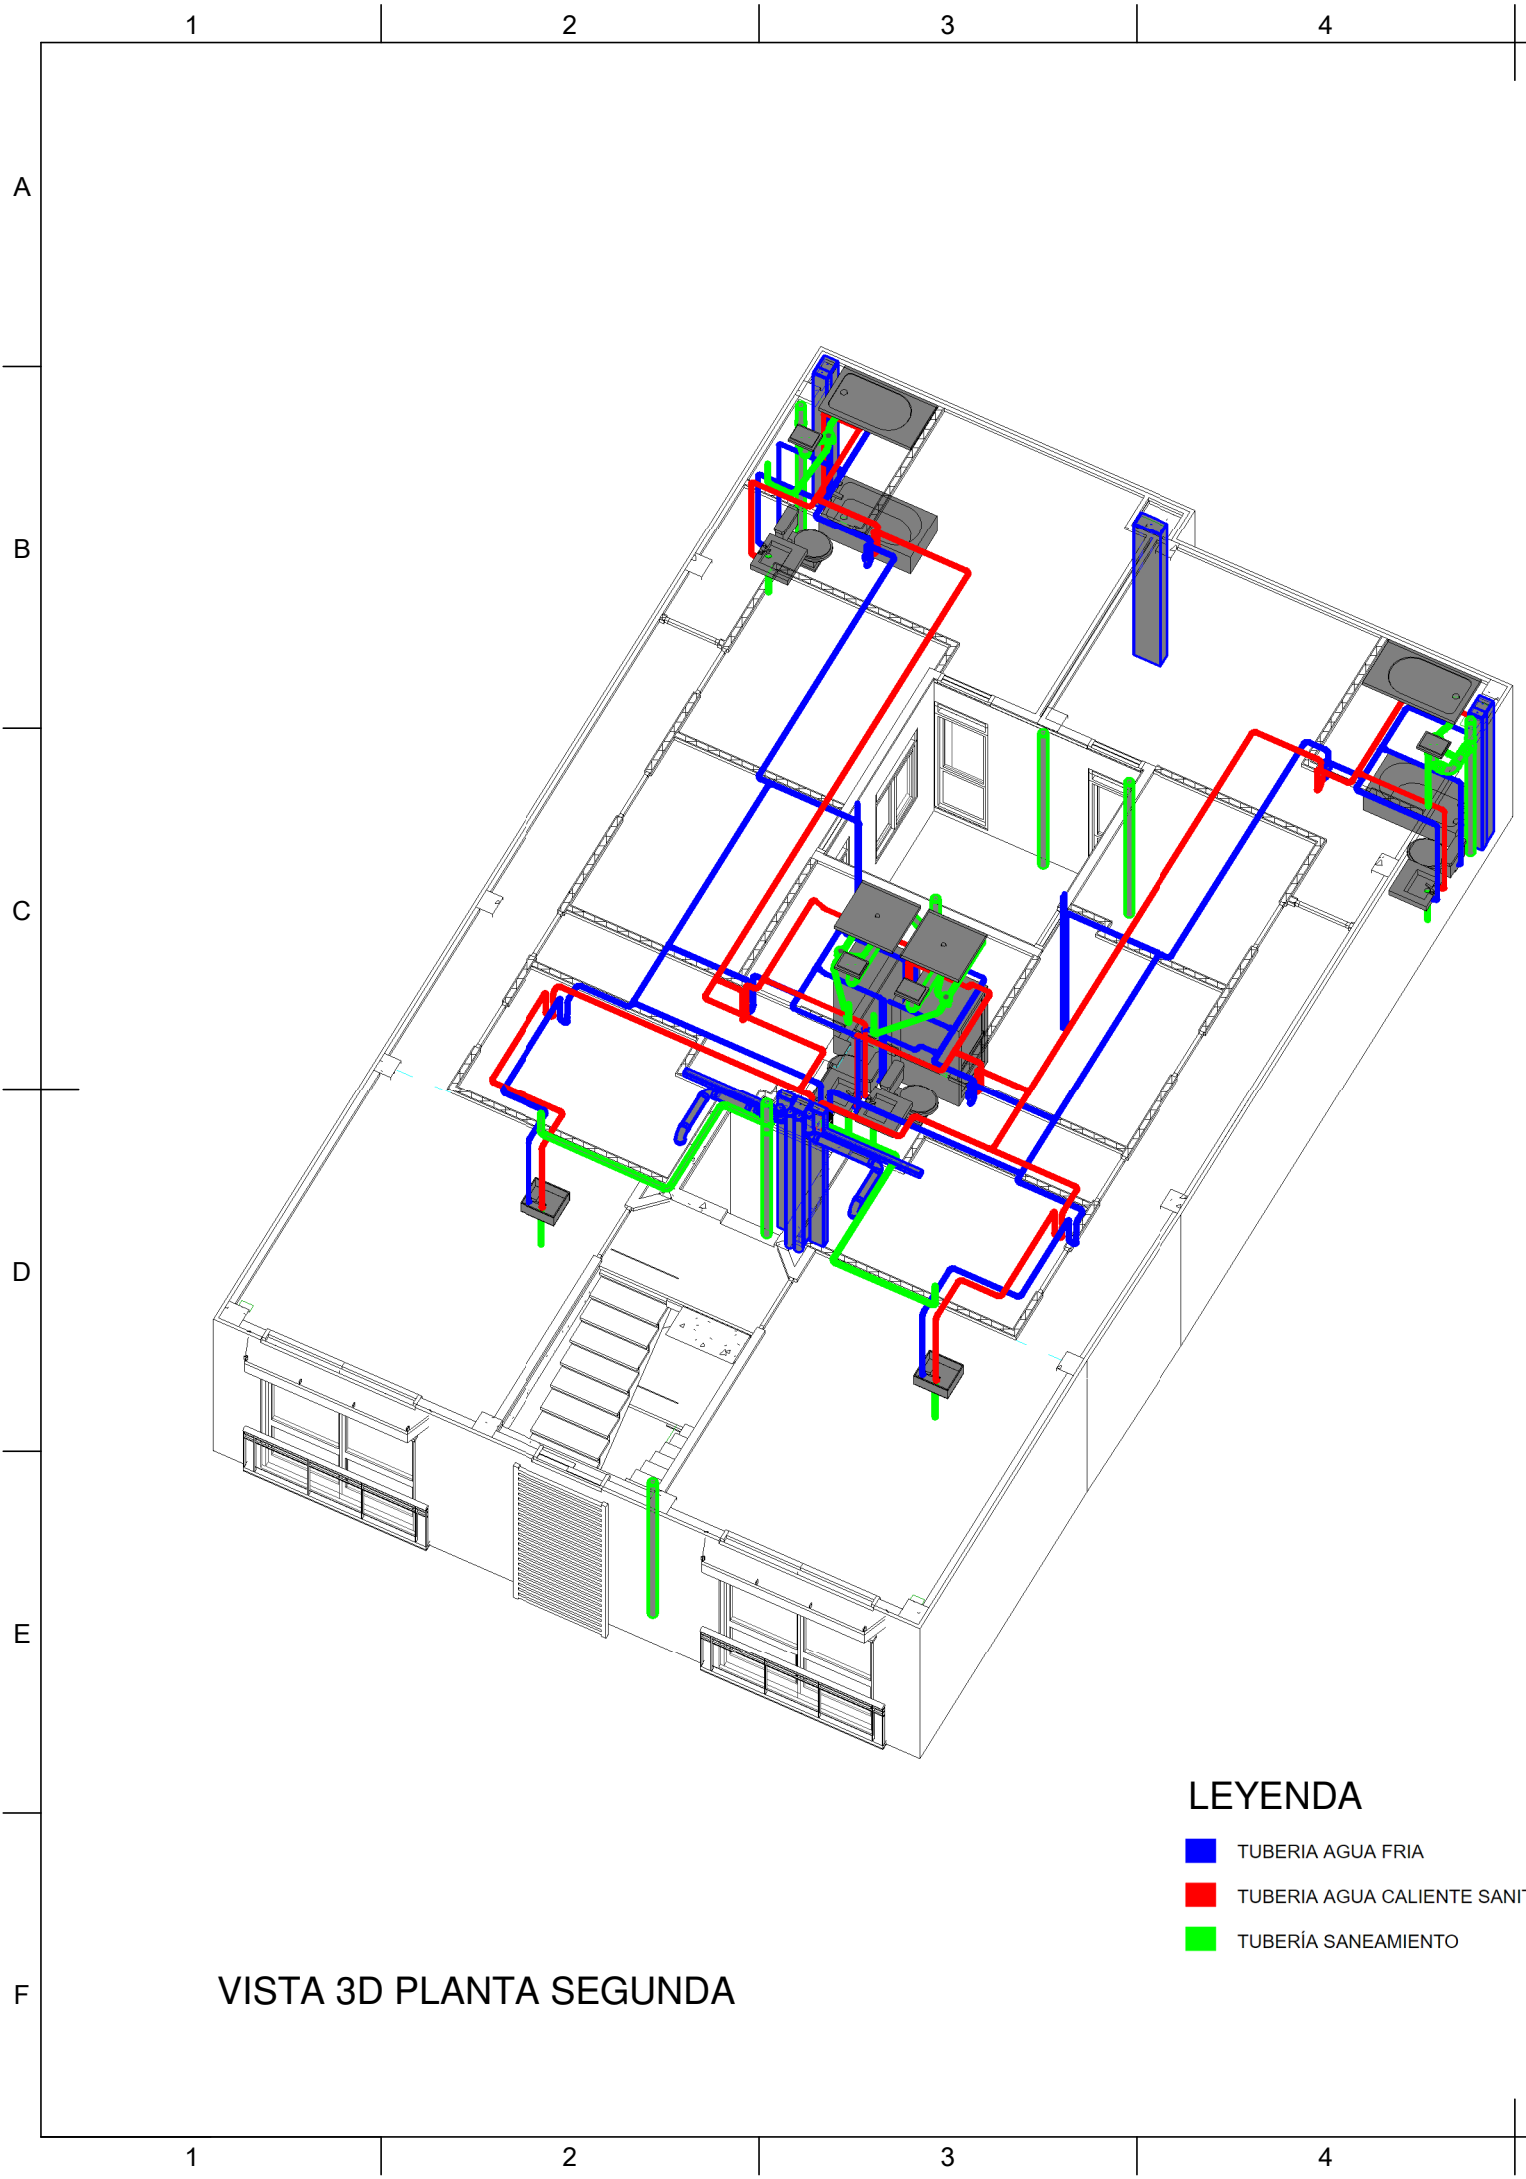 1 2 3 4
A
B
C
D
E
LEYENDA
TUBERIA AGUA FRIA
TUBERIA AGUA CALIENTE SANIT
TUBERÍA SANEAMIENTO
F
VISTA 3D PLANTA SEGUNDA
1 2 3 4